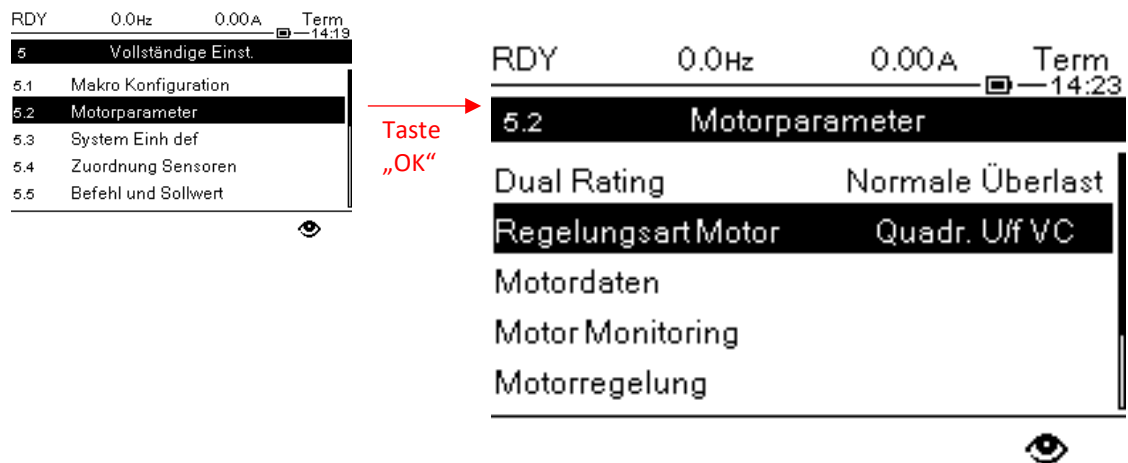 RDY 0.0Hz 0.00A Term
14:19
5 Vollständige Einst.
5.1 Makro Konfiguration
5.2 Motorparameter
5.3 System Einh def
5.4 Zuordnung Sensoren
5.5 Befehl und Sollwert
Taste
„OK“
RDY 0.0Hz 0.00A Term
14:23
5.2 Motorparameter
Dual Rating Normale Überlast
Regelungsart Motor Quadr. U/f VC
Motordaten
Motor Monitoring
Motorregelung